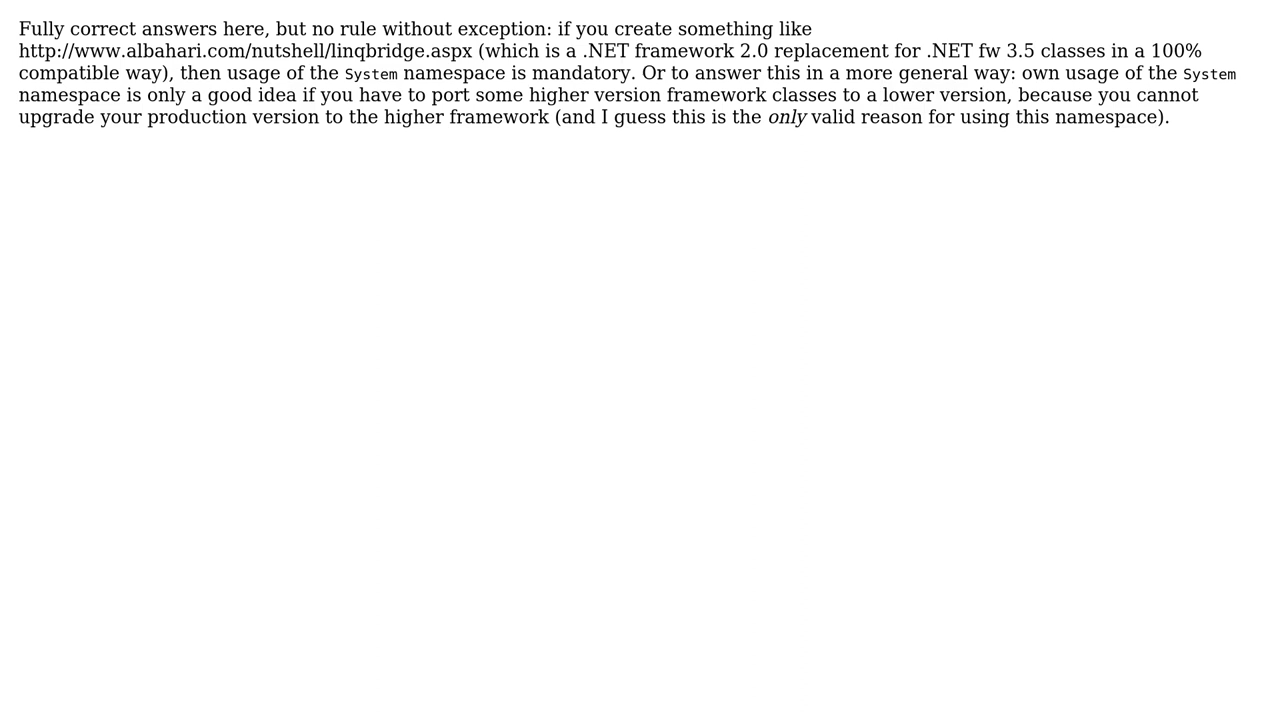 Fully correct answers here, but no rule without exception: if you create something like
http://www.albahari.com/nutshell/linqbridge.aspx (which is a .NET framework 2.0 replacement for .NET fw 3.5 classes in a 100%
compatible way), then usage of the System namespace is mandatory. Or to answer this in a more general way: own usage of the System
namespace is only a good idea if you have to port some higher version framework classes to a lower version, because you cannot
upgrade your production version to the higher framework (and I guess this is the only valid reason for using this namespace).